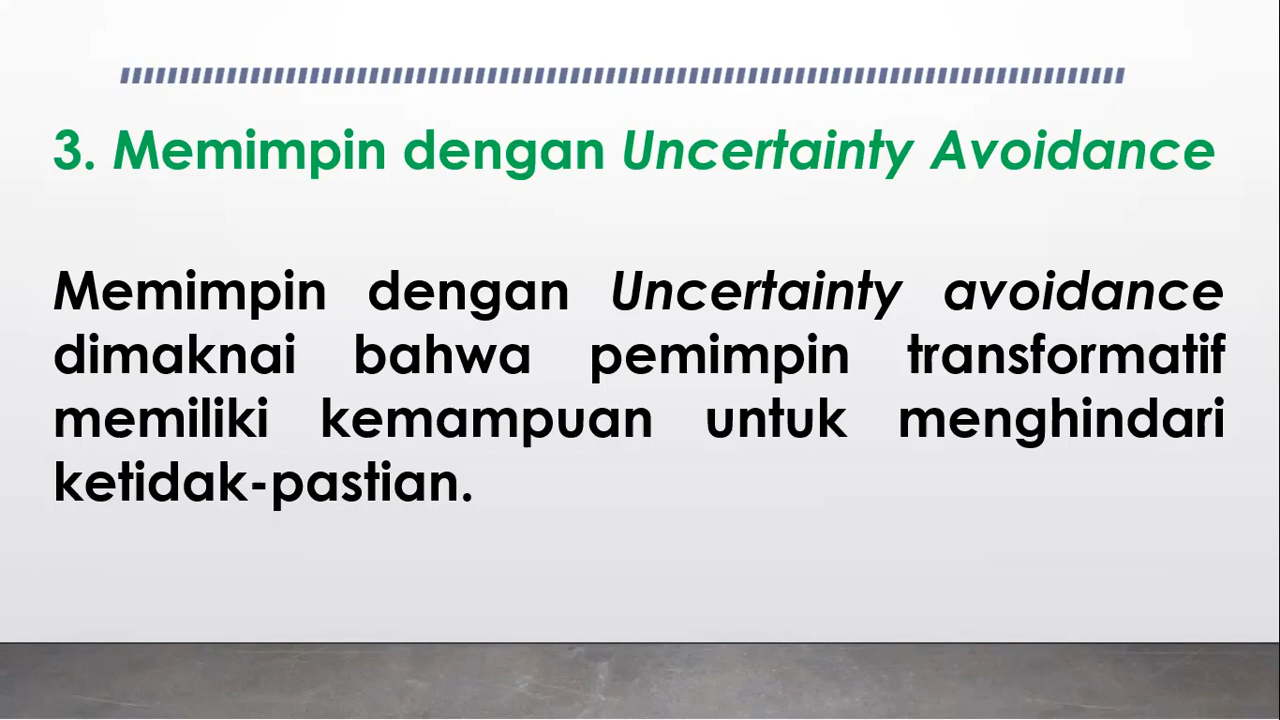 3. Memimpin dengan Uncertainty Avoidance
Memimpin dengan Uncertainty avoidance
dimaknai bahwa pemimpin transformatif
memiliki kemampuan untuk menghindari
ketidak-pastian.